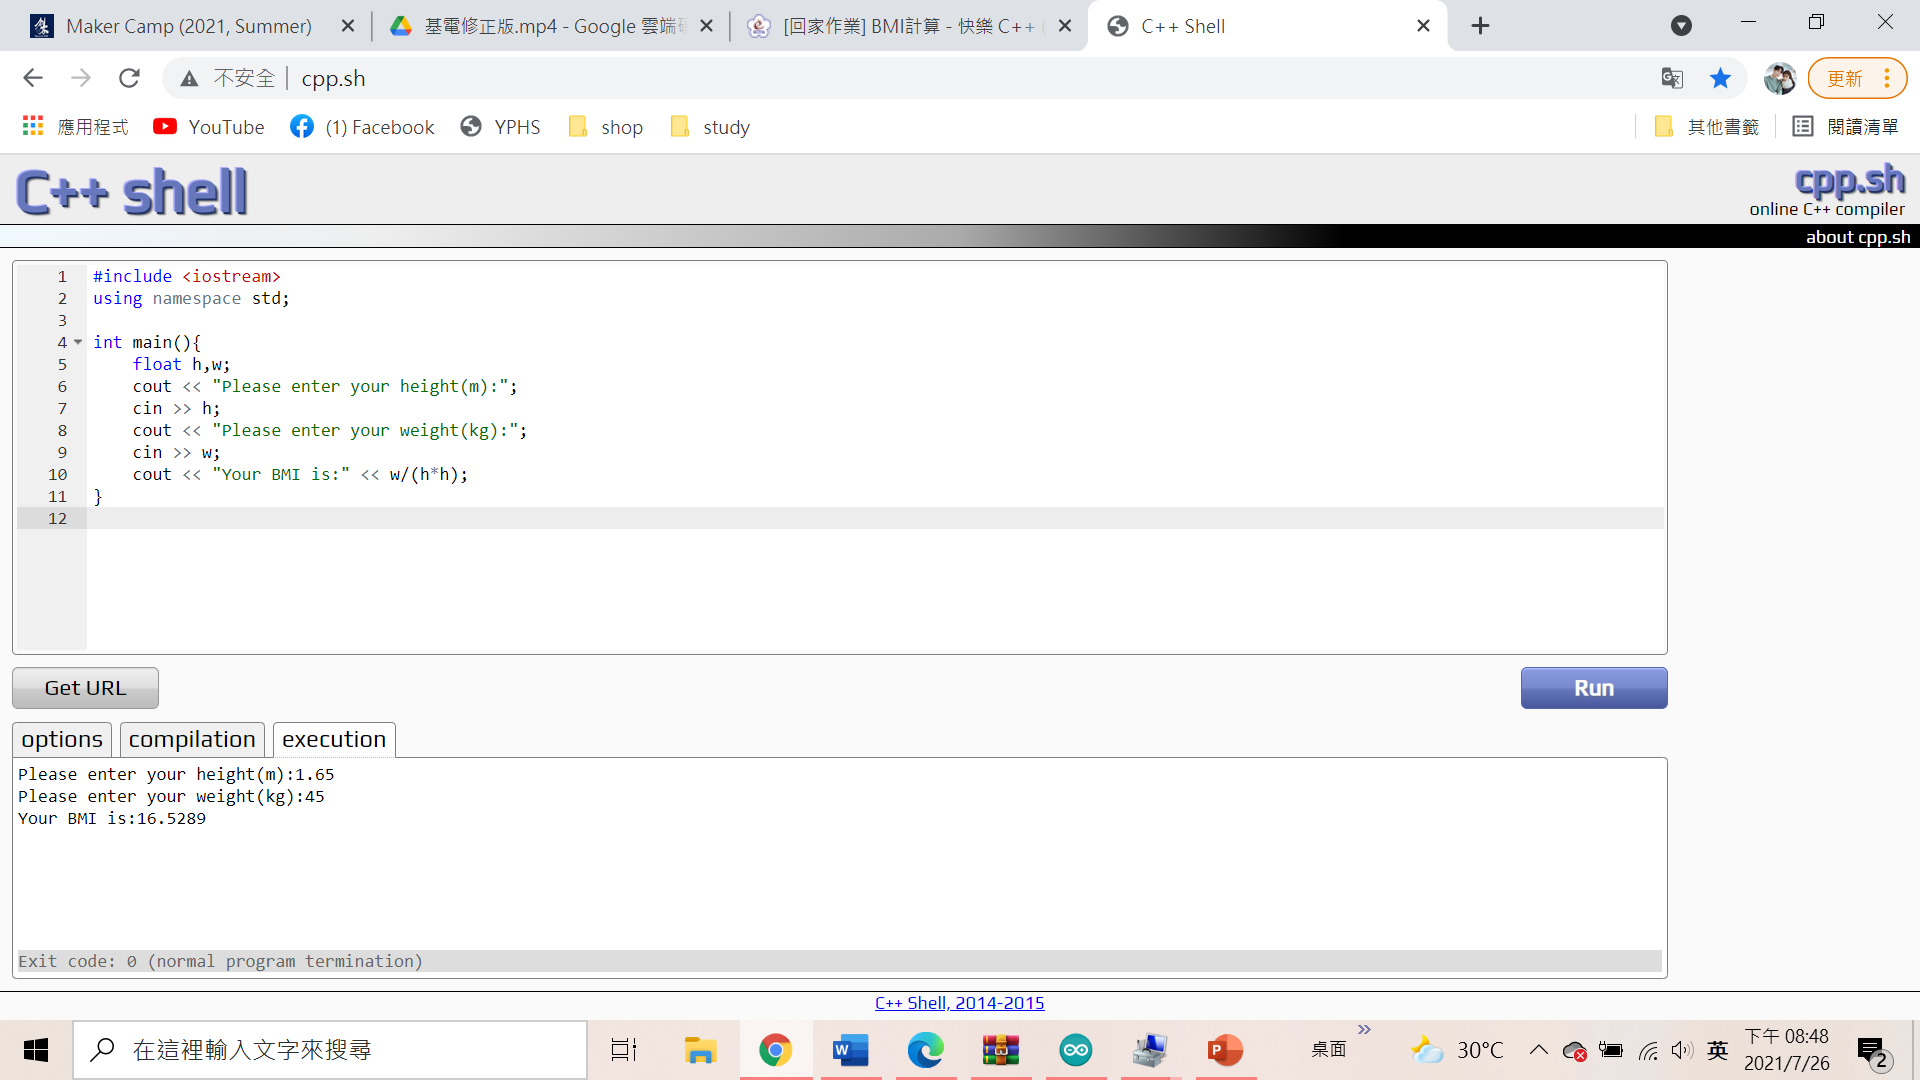 Maker Camp (2021, Summer)
基電修正版.mp4 - Google 雲端
[回家作業] BMI計算 - 快樂 C++
C++ Shell
不安全
cpp.sh
更新
應用程式
YouTube
(1) Facebook
YPHS
shop
study
其他書籤
閱讀清單
C++ shell
cpp.sh
online C++ compiler
about cpp.sh
1 #include <iostream>
2 using namespace std;
3
4 int main(){
5     float h,w;
6     cout << "Please enter your height(m):";
7     cin >> h;
8     cout << "Please enter your weight(kg):";
9     cin >> w;
10     cout << "Your BMI is:" << w/(h*h);
11 }
12
Get URL
Run
options
compilation
execution
Please enter your height(m):1.65
Please enter your weight(kg):45
Your BMI is:16.5289
Exit code: 0 (normal program termination)
C++ Shell, 2014-2015
在這裡輸入文字來搜尋
桌面
30°C
英
下午 08:48
2021/7/26
2